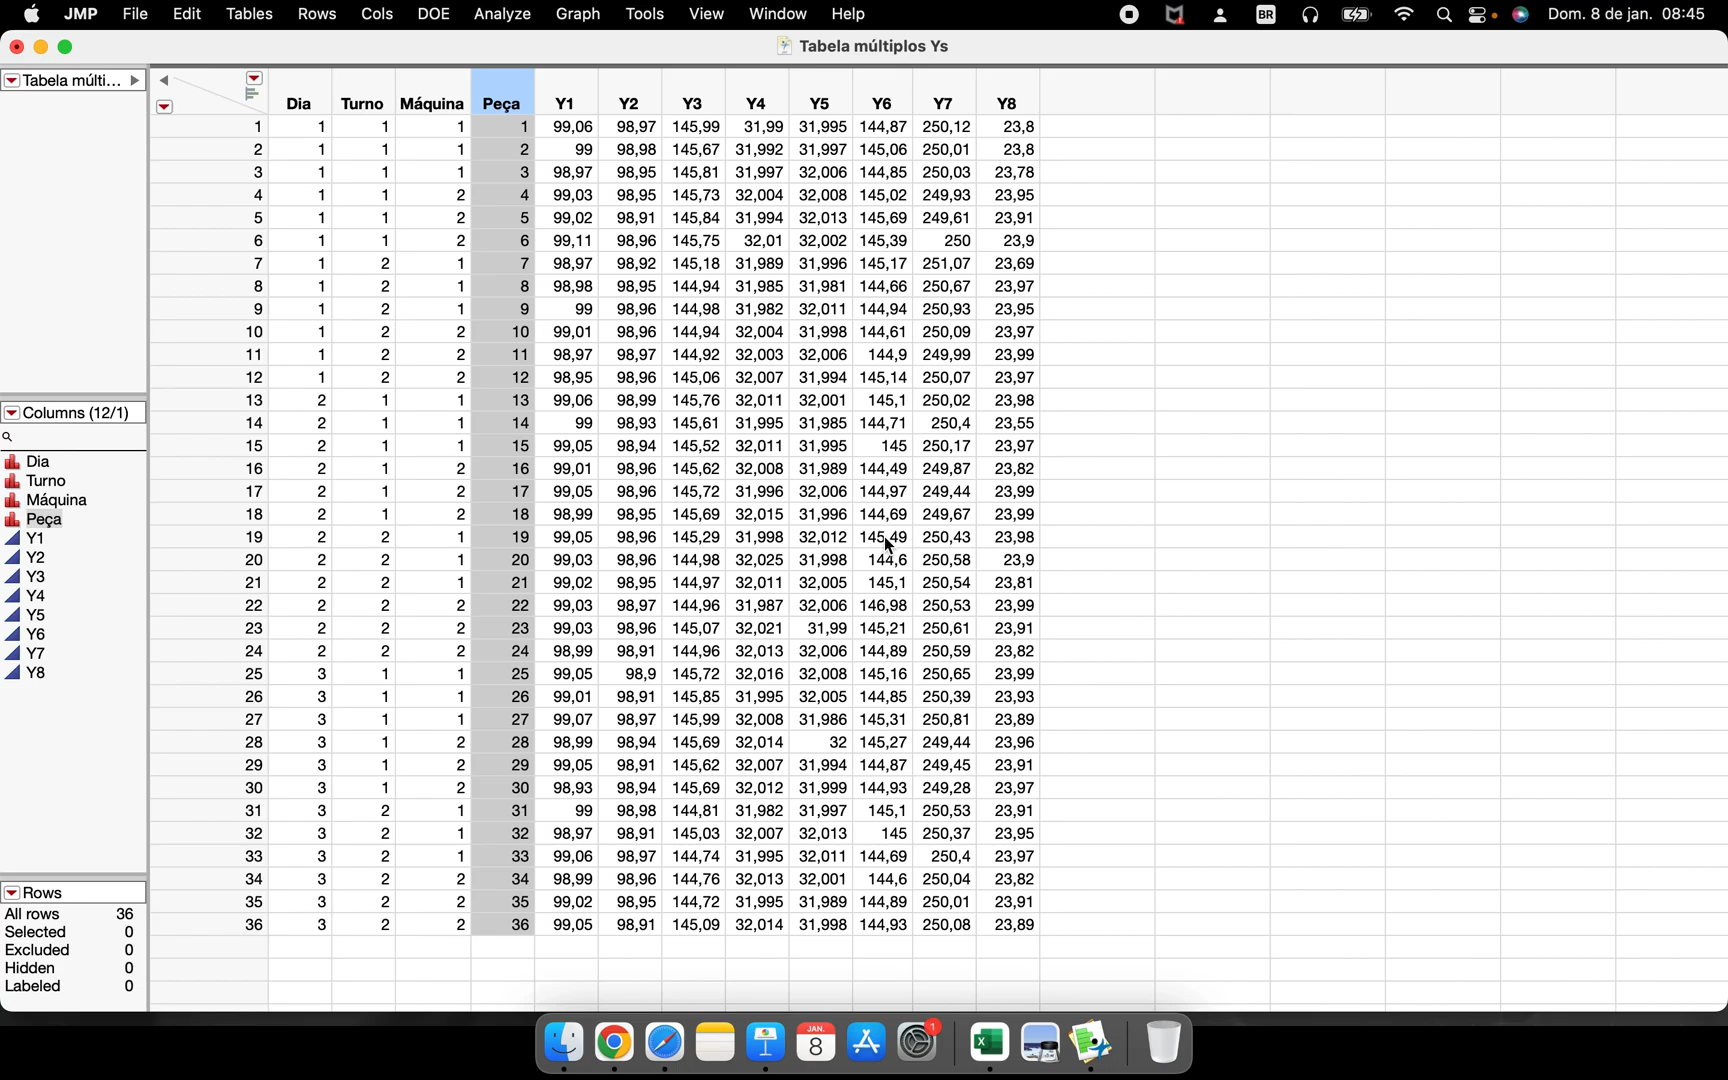 JMP File Edit Tables Rows Cols DOE Analyze Graph Tools View Window Help BR Dom. 8 de jan. 08:45
Tabela múltiplos Ys
Tabela múlti...
Dia Turno Máquina Peça Y1 Y2 Y3 Y4 Y5 Y6 Y7 Y8
1 1 1 1 1 99,06 98,97 145,99 31,99 31,995 144,87 250,12 23,8
2 1 1 1 2 99 98,98 145,67 31,992 31,997 145,06 250,01 23,8
3 1 1 1 3 98,97 98,95 145,81 31,997 32,006 144,85 250,03 23,78
4 1 1 2 4 99,03 98,95 145,73 32,004 32,008 145,02 249,93 23,95
5 1 1 2 5 99,02 98,91 145,84 31,994 32,013 145,69 249,61 23,91
6 1 1 2 6 99,11 98,96 145,75 32,01 32,002 145,39 250 23,9
7 1 2 1 7 98,97 98,92 145,18 31,989 31,996 145,17 251,07 23,69
8 1 2 1 8 98,98 98,95 144,94 31,985 31,981 144,66 250,67 23,97
9 1 2 1 9 99 98,96 144,98 31,982 32,011 144,94 250,93 23,95
10 1 2 2 10 99,01 98,96 144,94 32,004 31,998 144,61 250,09 23,97
11 1 2 2 11 98,97 98,97 144,92 32,003 32,006 144,9 249,99 23,99
12 1 2 2 12 98,95 98,96 145,06 32,007 31,994 145,14 250,07 23,97
13 2 1 1 13 99,06 98,99 145,76 32,011 32,001 145,1 250,02 23,98
14 2 1 1 14 99 98,93 145,61 31,995 31,985 144,71 250,4 23,55
15 2 1 1 15 99,05 98,94 145,52 32,011 31,995 145 250,17 23,97
16 2 1 2 16 99,01 98,96 145,62 32,008 31,989 144,49 249,87 23,82
17 2 1 2 17 99,05 98,96 145,72 31,996 32,006 144,97 249,44 23,99
18 2 1 2 18 98,99 98,95 145,69 32,015 31,996 144,69 249,67 23,99
19 2 2 1 19 99,05 98,96 145,29 31,998 32,012 145,49 250,43 23,98
20 2 2 1 20 99,03 98,96 144,98 32,025 31,998 144,6 250,58 23,9
21 2 2 1 21 99,02 98,95 144,97 32,011 32,005 145,1 250,54 23,81
22 2 2 2 22 99,03 98,97 144,96 31,987 32,006 146,98 250,53 23,99
23 2 2 2 23 99,03 98,96 145,07 32,021 31,99 145,21 250,61 23,91
24 2 2 2 24 98,99 98,91 144,96 32,013 32,006 144,89 250,59 23,82
25 3 1 1 25 99,05 98,9 145,72 32,016 32,008 145,16 250,65 23,99
26 3 1 1 26 99,01 98,91 145,85 31,995 32,005 144,85 250,39 23,93
27 3 1 1 27 99,07 98,97 145,99 32,008 31,986 145,31 250,81 23,89
28 3 1 2 28 98,99 98,94 145,69 32,014 32 145,27 249,44 23,96
29 3 1 2 29 99,05 98,91 145,62 32,007 31,994 144,87 249,45 23,91
30 3 1 2 30 98,93 98,94 145,69 32,012 31,999 144,93 249,28 23,97
31 3 2 1 31 99 98,98 144,81 31,982 31,997 145,1 250,53 23,91
32 3 2 1 32 98,97 98,91 145,03 32,007 32,013 145 250,37 23,95
33 3 2 1 33 99,06 98,97 144,74 31,995 32,011 144,69 250,4 23,97
34 3 2 2 34 98,99 98,96 144,76 32,013 32,001 144,6 250,04 23,82
35 3 2 2 35 99,02 98,95 144,72 31,995 31,989 144,89 250,01 23,91
36 3 2 2 36 99,05 98,91 145,09 32,014 31,998 144,93 250,08 23,89
Columns (12/1)
Dia
Turno
Máquina
Peça
Y1
Y2
Y3
Y4
Y5
Y6
Y7
Y8
Rows
All rows 36
Selected 0
Excluded 0
Hidden 0
Labeled 0
JAN.
8
1